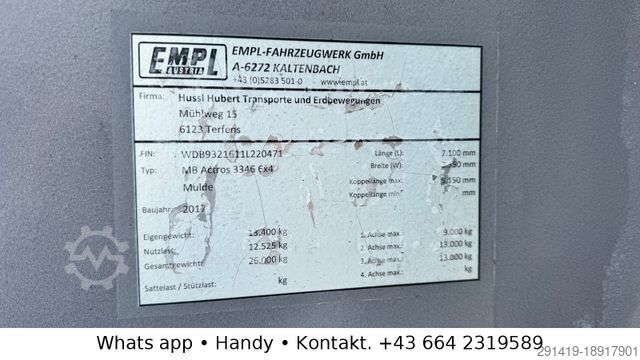 EMPL
AUSTRIA
EMPL-FAHRZEUGWERK GmbH
A-6272 KALTENBACH
+43 (0)5283 501-0 www.empl.at
Firma: Hussl Hubert Transporte und Erdbewegungen
Mühlweg 15
6123 Terfens
FIN: WDB9321611L220471 Länge (L): 7.100 mm
Typ: MB Actros 3346 6x4 Breite (W): 50 mm
Mulde Koppellänge max.: 5.150 mm
Koppellänge min. mm
Baujahr: 2017
Eigengewicht: 13.400 kg 1. Achse max.: 9.000 kg
Nutzlast: 12.525 kg 2. Achse max.: 13.000 kg
Gesamtgewicht: 26.000 kg 3. Achse max.: 13.000 kg
Sattelast / Stützlast: kg 4. Achse max.: kg
Whats app • Handy • Kontakt. +43 664 2319589
291419-18917901